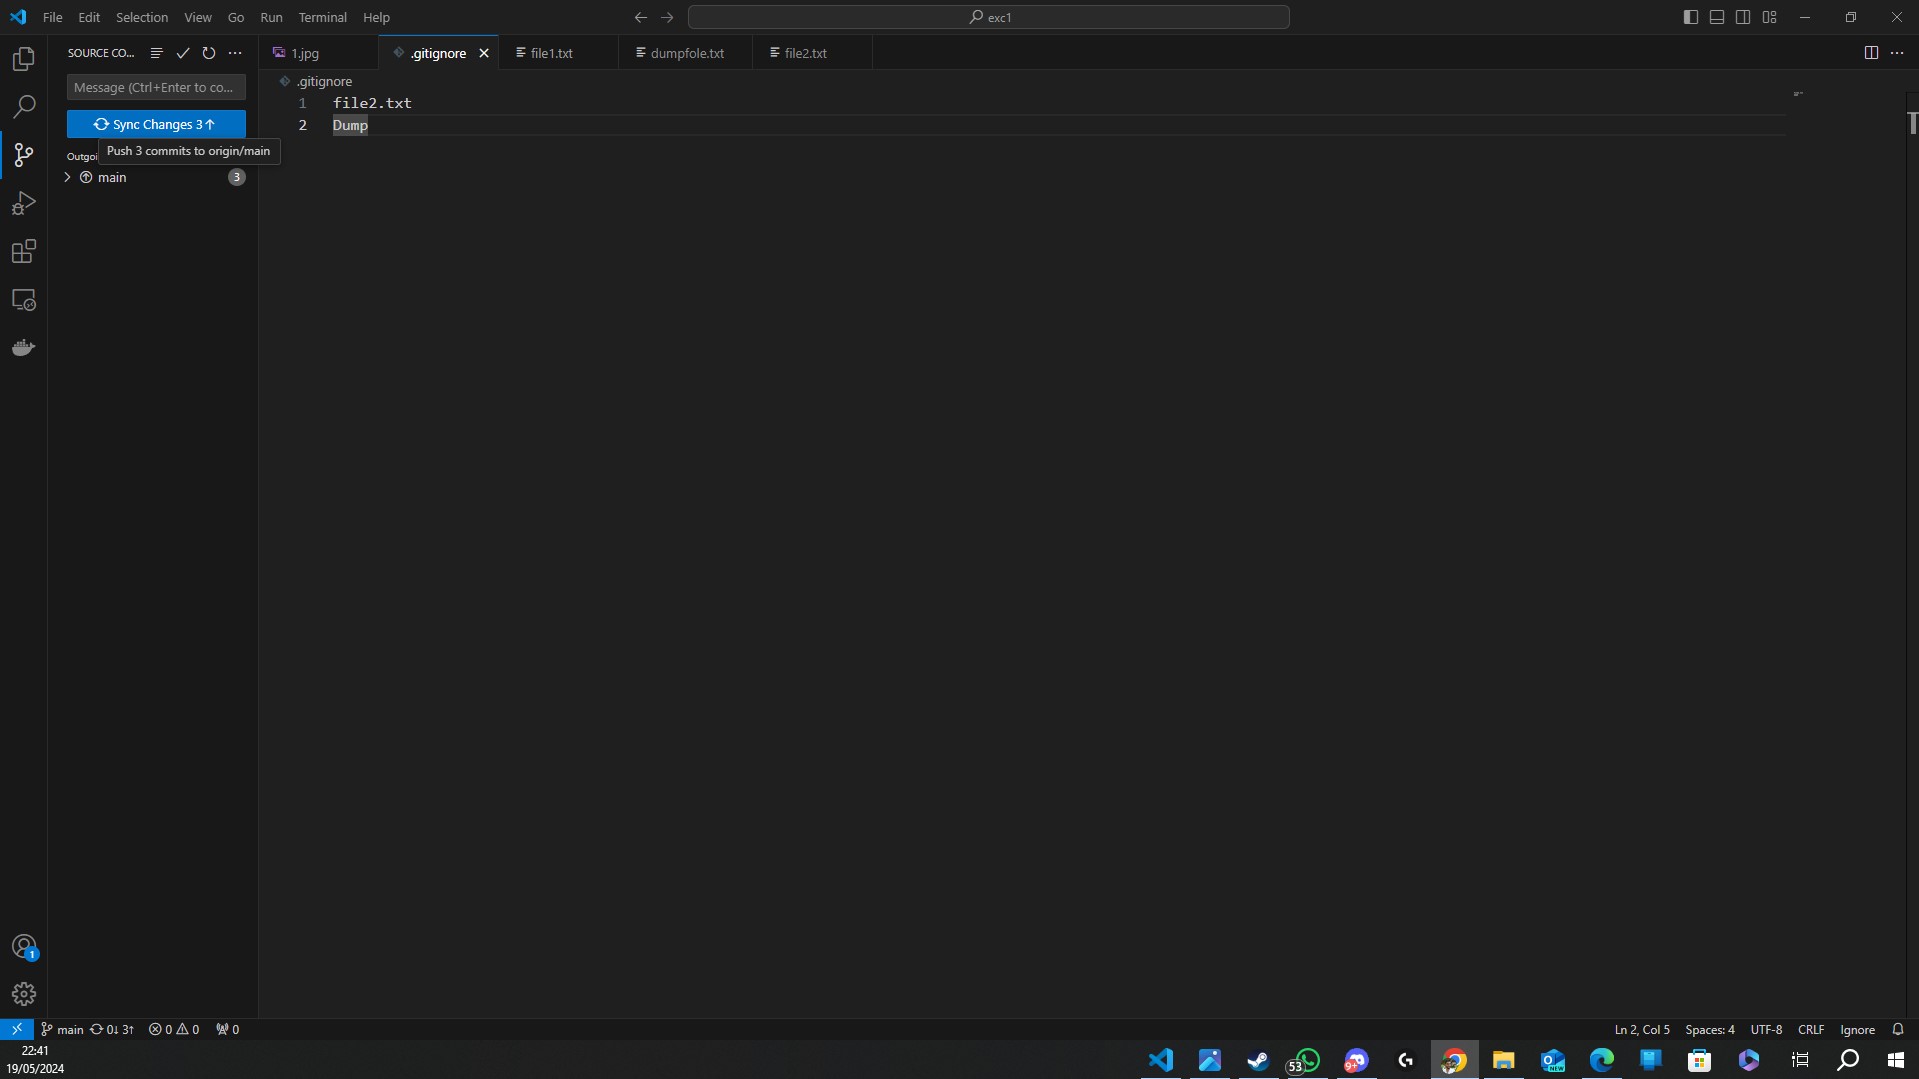 File Edit Selection View Go Run Terminal Help
exc1
SOURCE CO...
1.jpg
.gitignore
file1.txt
dumpfole.txt
file2.txt
Message (Ctrl+Enter to co...
.gitignore
1 file2.txt
2 Dump
Sync Changes 3↑
Push 3 commits to origin/main
Outgoi
main 3
1
main 0↓ 3↑ 0 0 0
Ln 2, Col 5 Spaces: 4 UTF-8 CRLF Ignore
22:41
19/05/2024
53
9+
NEW